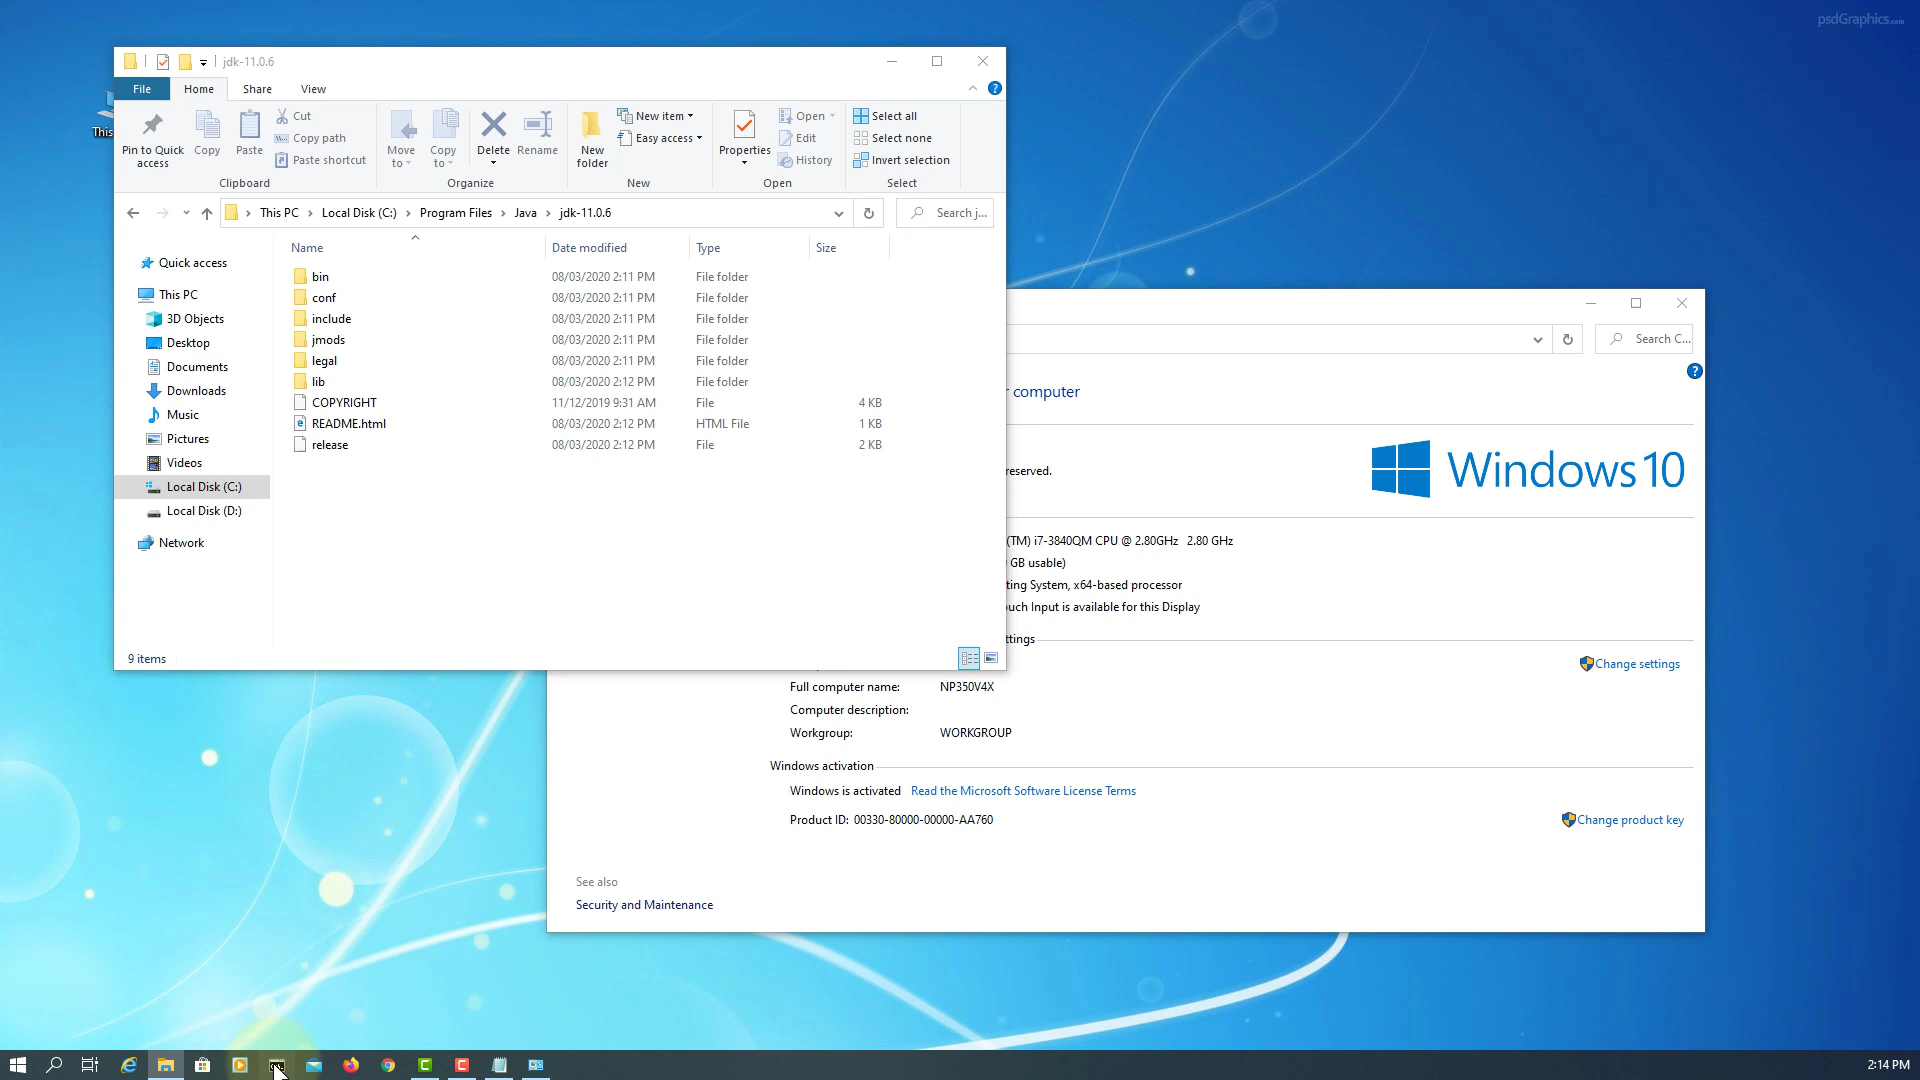 psdGraphics.com
This
jdk-11.0.6
File Home Share View
Pin to Quick access
Copy
Paste
Cut
Copy path
Paste shortcut
Clipboard
Move to
Copy to
Delete
Rename
Organize
New folder
New item
Easy access
New
Properties
Open
Edit
History
Open
Select all
Select none
Invert selection
Select
This PC Local Disk (C:) Program Files Java jdk-11.0.6
Search j...
Quick access
This PC
3D Objects
Desktop
Documents
Downloads
Music
Pictures
Videos
Local Disk (C:)
Local Disk (D:)
Network
Name Date modified Type Size
bin 08/03/2020 2:11 PM File folder
conf 08/03/2020 2:11 PM File folder
include 08/03/2020 2:11 PM File folder
jmods 08/03/2020 2:11 PM File folder
legal 08/03/2020 2:11 PM File folder
lib 08/03/2020 2:12 PM File folder
COPYRIGHT 11/12/2019 9:31 AM File 4 KB
README.html 08/03/2020 2:12 PM HTML File 1 KB
release 08/03/2020 2:12 PM File 2 KB
9 items
Search C...
computer
reserved.
Windows 10
(TM) i7-3840QM CPU @ 2.80GHz 2.80 GHz
GB usable)
ting System, x64-based processor
uch Input is available for this Display
ttings
Change settings
Full computer name: NP350V4X
Computer description:
Workgroup: WORKGROUP
Windows activation
Windows is activated Read the Microsoft Software License Terms
Product ID: 00330-80000-00000-AA760
Change product key
See also
Security and Maintenance
2:14 PM